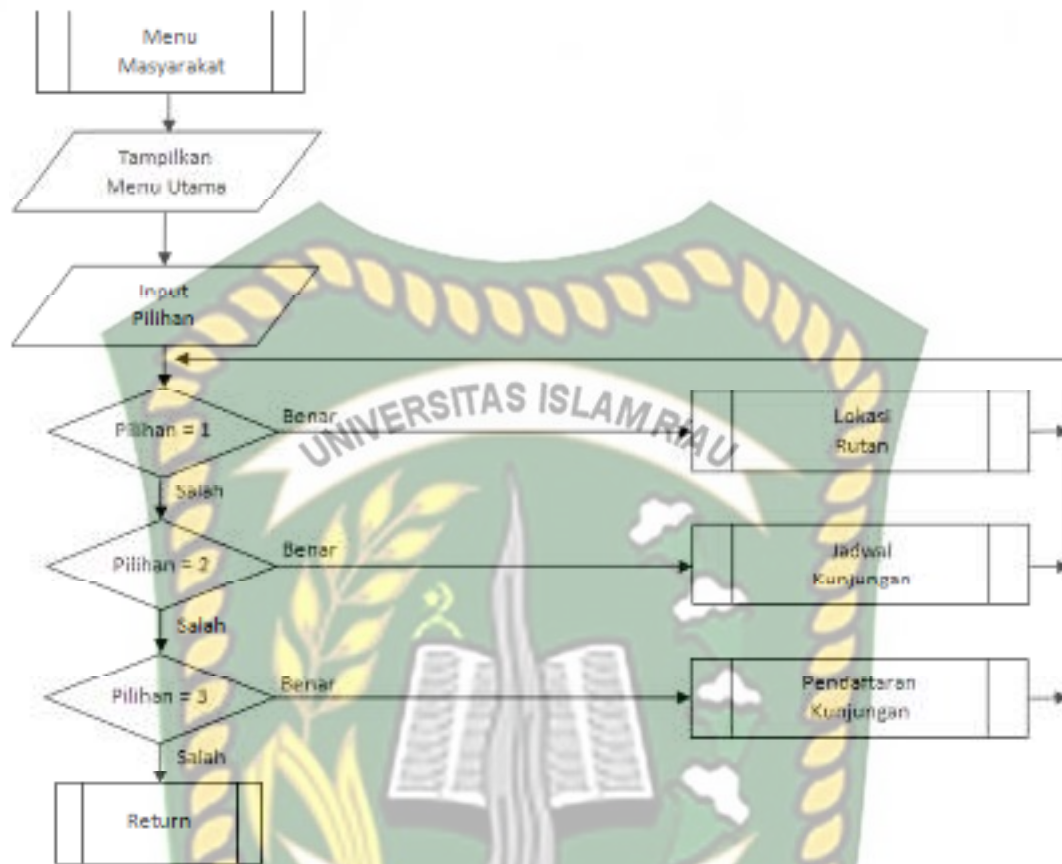 Menu
Masyarakat
Tampilkan
Menu Utama
Input
Pilihan
UNIVERSITAS ISLAM RIAU
Pilihan = 1
Benar
Lokasi
Rutan
Salah
Pilihan = 2
Benar
Jadwal
Kunjungan
Salah
Pilihan = 3
Benar
Pendaftaran
Kunjungan
Salah
Return